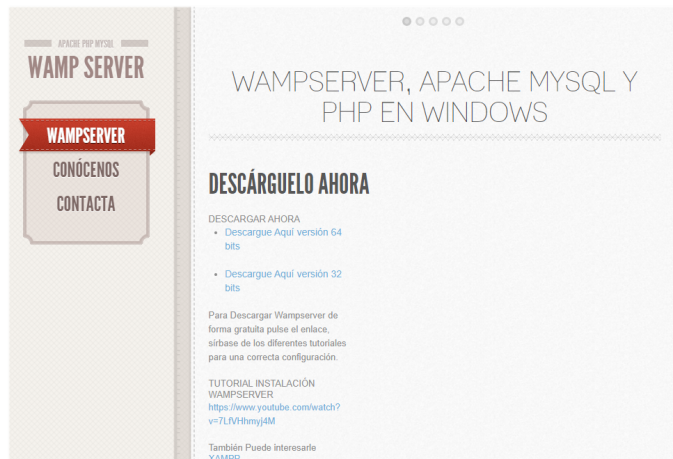 APACHE PHP MYSQL
WAMP SERVER
WAMPSERVER
CONÓCENOS
CONTACTA
WAMPSERVER, APACHE MYSQL Y
PHP EN WINDOWS
DESCÁRGUELO AHORA
DESCARGAR AHORA
Descargue Aquí versión 64
bits
Descargue Aquí versión 32
bits
Para Descargar Wampserver de
forma gratuita pulse el enlace,
sírbase de los diferentes tutoriales
para una correcta configuración.
TUTORIAL INSTALACIÓN
WAMPSERVER
https://www.youtube.com/watch?
v=7LfVHhmyj4M
También Puede interesarle
XAMPP